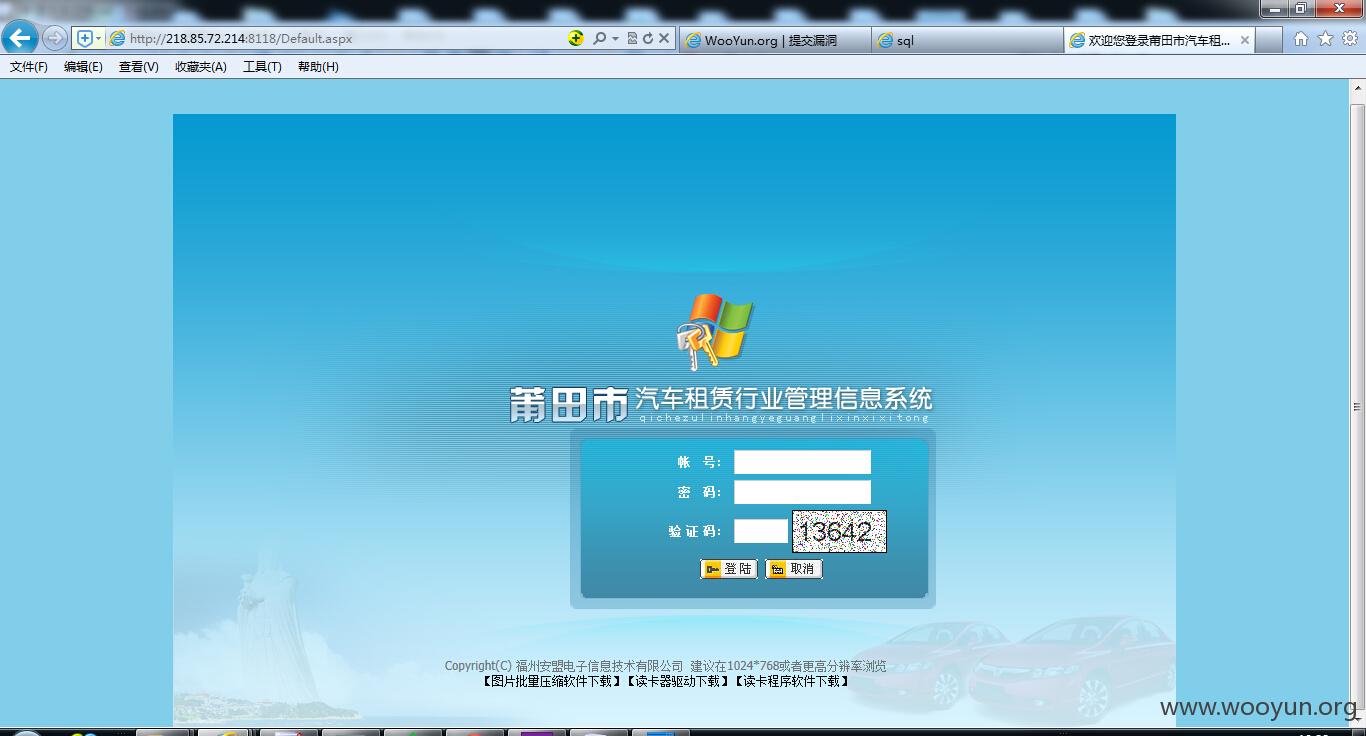 http://218.85.72.214:8118/Default.aspx
WooYun.org | 提交漏洞
sql
欢迎您登录莆田市汽车租...
文件(F) 编辑(E) 查看(V) 收藏夹(A) 工具(T) 帮助(H)
莆田市 汽车租赁行业管理信息系统
qichezulinhangyeguanglixinxixitong
帐 号：
密 码：
验 证 码： 13642
登 陆 取消
Copyright(C) 福州安盟电子信息技术有限公司 建议在1024*768或者更高分辨率浏览
【图片批量压缩软件下载】【读卡器驱动下载】【读卡程序软件下载】
www.wooyun.org